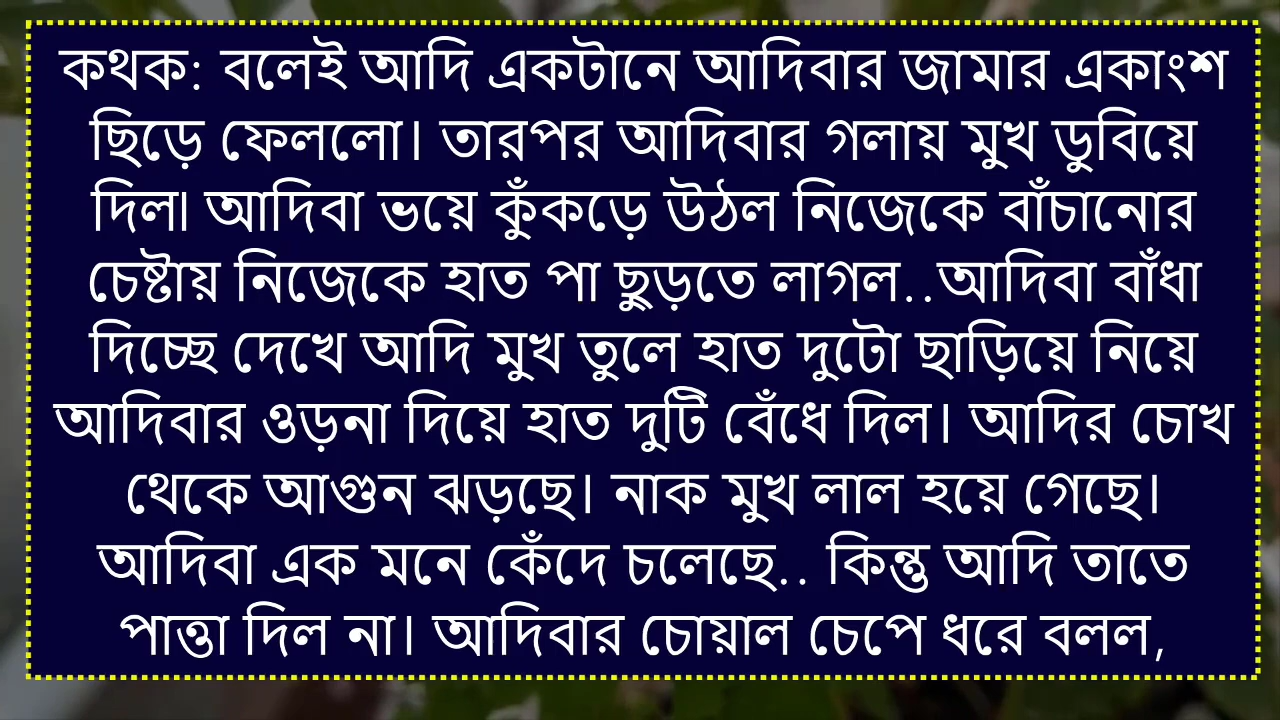 কথক: বলেই আদি একটানে আদিবার জামার একাংশ
ছিড়ে ফেললো। তারপর আদিবার গলায় মুখ ডুবিয়ে
দিল৷ আদিবা ভয়ে কুঁকড়ে উঠল নিজেকে বাঁচানোর
চেষ্টায় নিজেকে হাত পা ছুড়তে লাগল..আদিবা বাঁধা
দিচ্ছে দেখে আদি মুখ তুলে হাত দুটো ছাড়িয়ে নিয়ে
আদিবার ওড়না দিয়ে হাত দুটি বেঁধে দিল। আদির চোখ
থেকে আগুন ঝড়ছে। নাক মুখ লাল হয়ে গেছে।
আদিবা এক মনে কেঁদে চলেছে.. কিন্তু আদি তাতে
পাত্তা দিল না। আদিবার চোয়াল চেপে ধরে বলল,